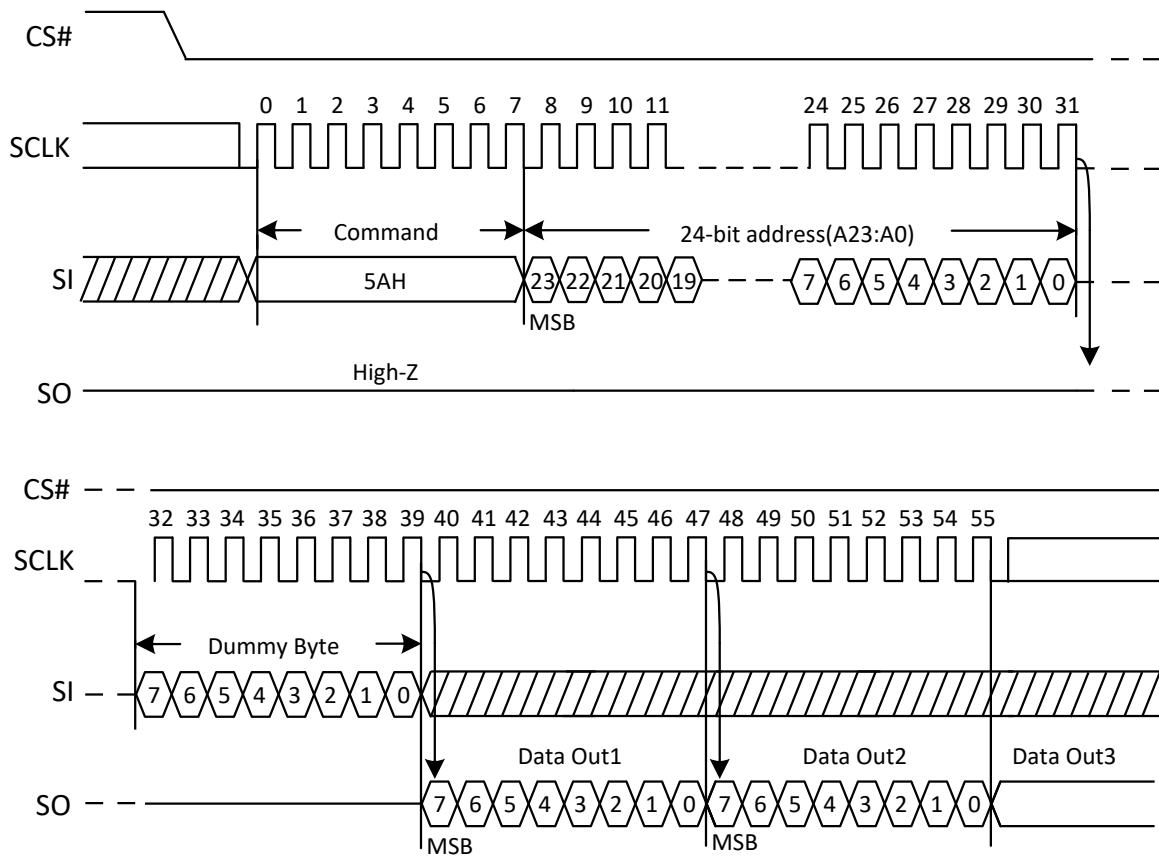 CS#
0 1 2 3 4 5 6 7 8 9 10 11 24 25 26 27 28 29 30 31
SCLK
Command 24-bit address(A23:A0)
SI 5AH 23 22 21 20 19 7 6 5 4 3 2 1 0
MSB
High-Z
SO
CS#
32 33 34 35 36 37 38 39 40 41 42 43 44 45 46 47 48 49 50 51 52 53 54 55
SCLK
Dummy Byte
SI 7 6 5 4 3 2 1 0
Data Out1 Data Out2 Data Out3
SO 7 6 5 4 3 2 1 0 7 6 5 4 3 2 1 0
MSB MSB